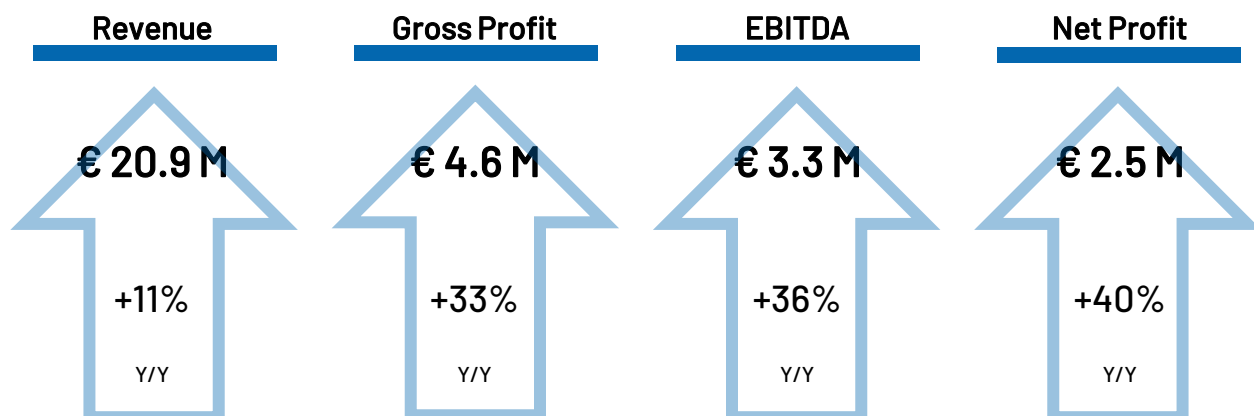 Revenue
Gross Profit
EBITDA
Net Profit
€ 20.9 M
€ 4.6 M
€ 3.3 M
€ 2.5 M
+11%
+33%
+36%
+40%
Y/Y
Y/Y
Y/Y
Y/Y